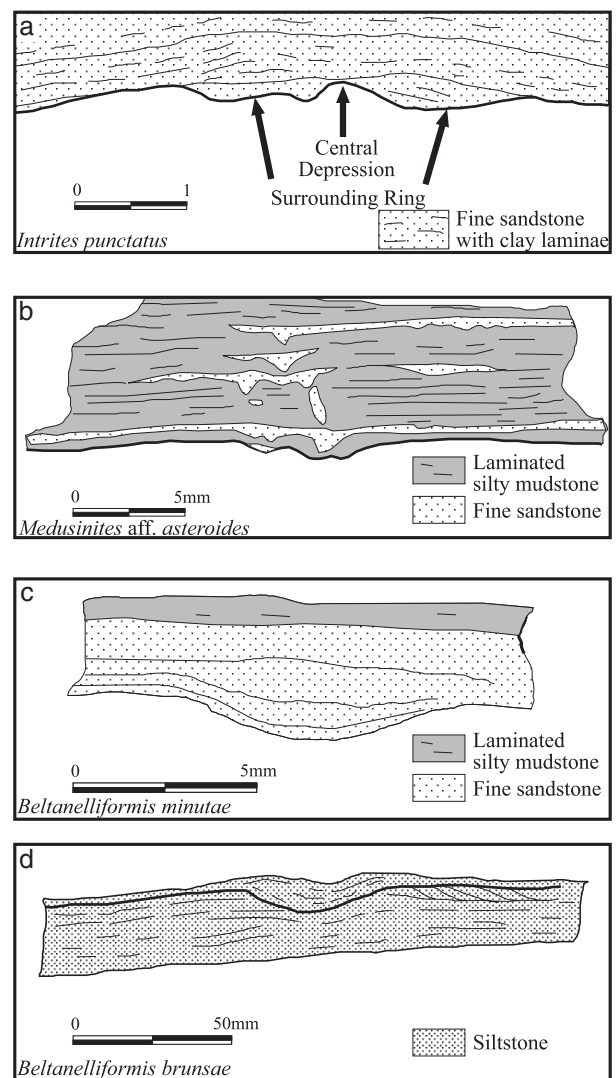 a
Central
Depression
Surrounding Ring
0 1
Intrites punctatus
Fine sandstone
with clay laminae
b
0 5mm
Medusinites aff. asteroides
Laminated
silty mudstone
Fine sandstone
c
0 5mm
Beltanelliformis minutae
Laminated
silty mudstone
Fine sandstone
d
0 50mm
Beltanelliformis brunsae
Siltstone